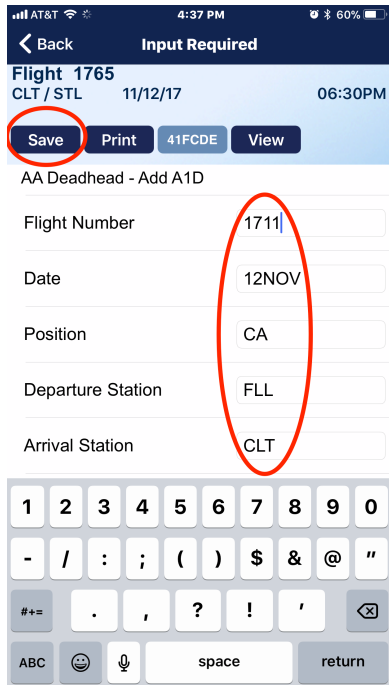 AT&T 4:37 PM 60%
Back Input Required
Flight 1765
CLT / STL 11/12/17 06:30PM
Save Print 41FCDE View
AA Deadhead - Add A1D
Flight Number 1711
Date 12NOV
Position CA
Departure Station FLL
Arrival Station CLT
1 2 3 4 5 6 7 8 9 0
- / : ; ( ) $ & @ "
#+= . , ? ! '
ABC space return